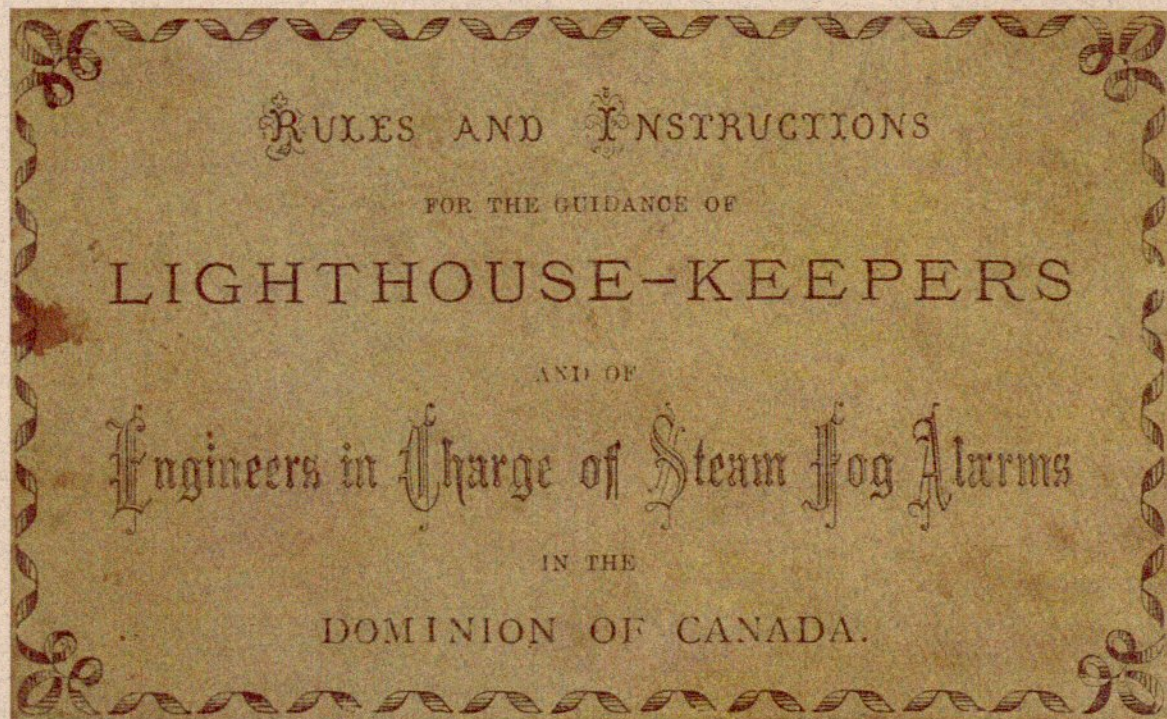 RULES AND INSTRUCTIONS
FOR THE GUIDANCE OF
LIGHTHOUSE-KEEPERS
AND OF
Engineers in Charge of Steam Fog Alarms
IN THE
DOMINION OF CANADA.